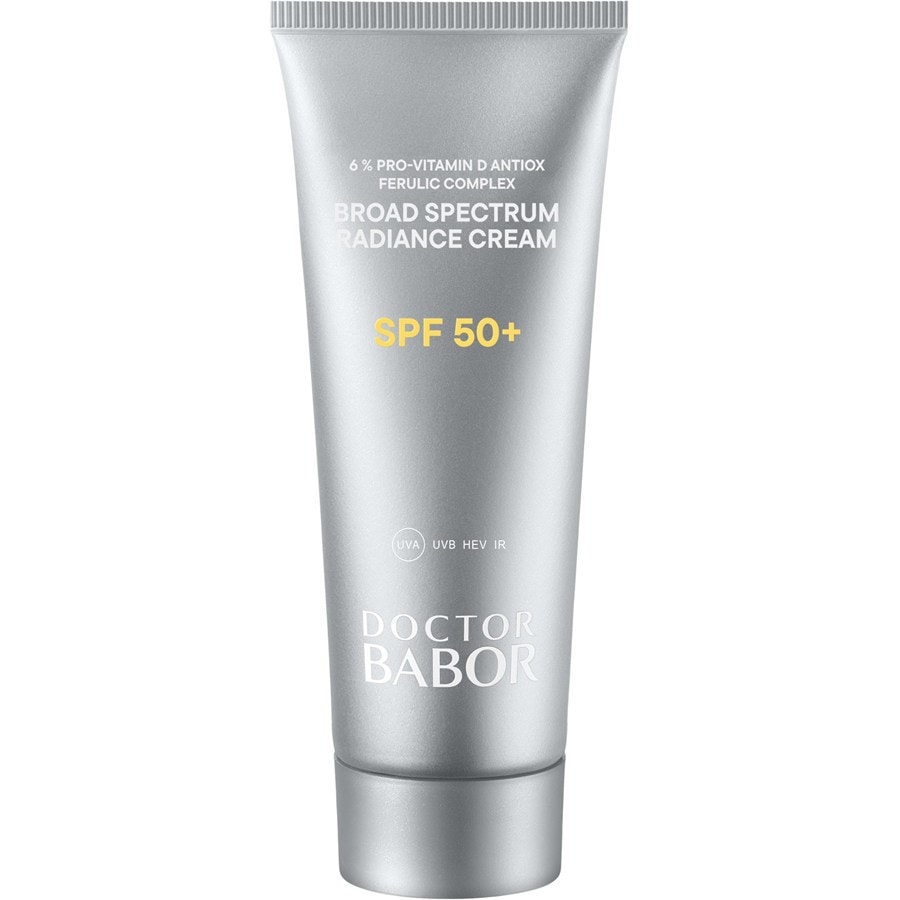 6 % PRO-VITAMIN D ANTIOX
FERULIC COMPLEX
BROAD SPECTRUM
RADIANCE CREAM
SPF 50+
UVA UVB HEV IR
DOCTOR
BABOR